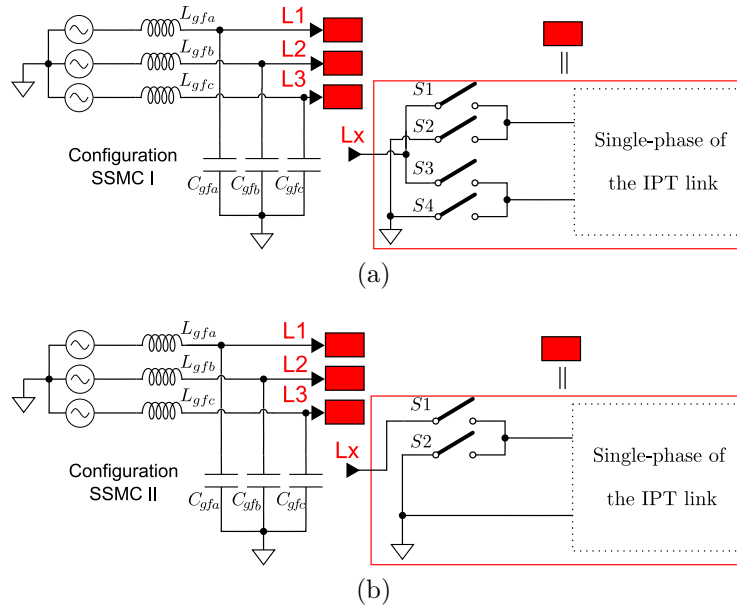 L_gfa
L1
L_gfb
L2
L_gfc
L3
Lx
S1
S2
S3
S4
Single-phase of
the IPT link
Configuration
SSMC I
C_gfa
C_gfb
C_gfc
(a)
L_gfa
L1
L_gfb
L2
L_gfc
L3
Lx
S1
S2
Single-phase of
the IPT link
Configuration
SSMC II
C_gfa
C_gfb
C_gfc
(b)